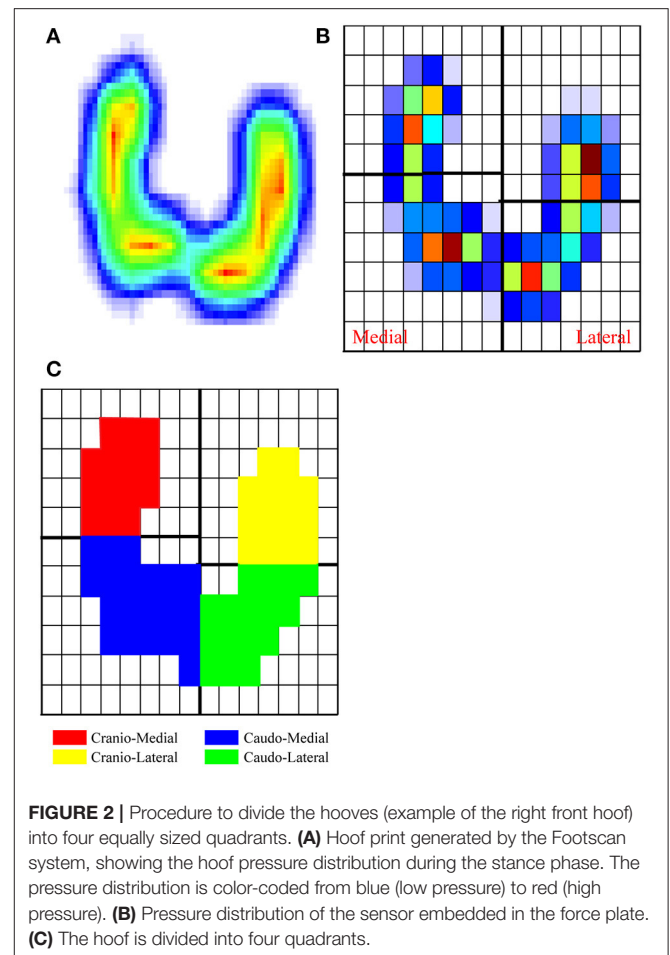 A
B
Medial
Lateral
C
Cranio-Medial
Caudo-Medial
Cranio-Lateral
Caudo-Lateral
FIGURE 2 | Procedure to divide the hooves (example of the right front hoof)
into four equally sized quadrants. (A) Hoof print generated by the Footscan
system, showing the hoof pressure distribution during the stance phase. The
pressure distribution is color-coded from blue (low pressure) to red (high
pressure). (B) Pressure distribution of the sensor embedded in the force plate.
(C) The hoof is divided into four quadrants.